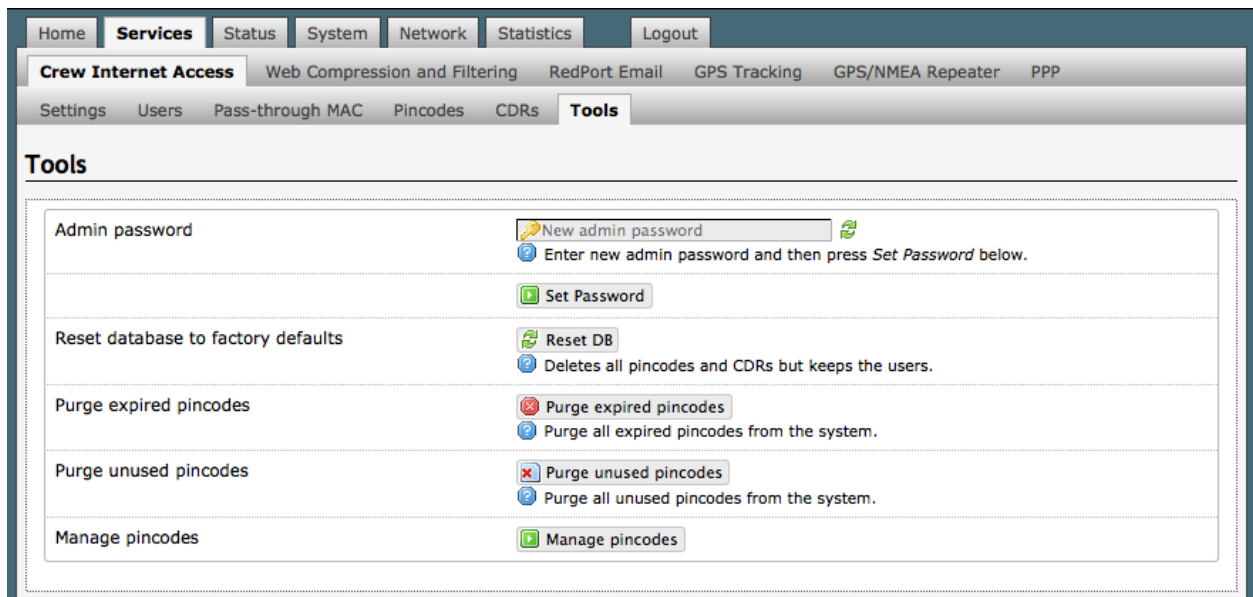 Home Services Status System Network Statistics Logout
Crew Internet Access Web Compression and Filtering RedPort Email GPS Tracking GPS/NMEA Repeater PPP
Settings Users Pass-through MAC Pincodes CDRs Tools
Tools
Admin password New admin password
Enter new admin password and then press Set Password below.
Set Password
Reset database to factory defaults Reset DB
Deletes all pincodes and CDRs but keeps the users.
Purge expired pincodes Purge expired pincodes
Purge all expired pincodes from the system.
Purge unused pincodes Purge unused pincodes
Purge all unused pincodes from the system.
Manage pincodes Manage pincodes